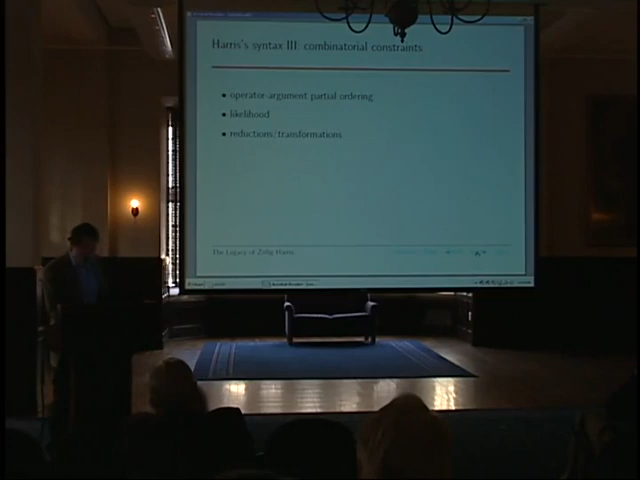 Harris's syntax III: combinatorial constraints
• operator-argument partial ordering
• likelihood
• reductions/transformations
The Legacy of Zellig Harris